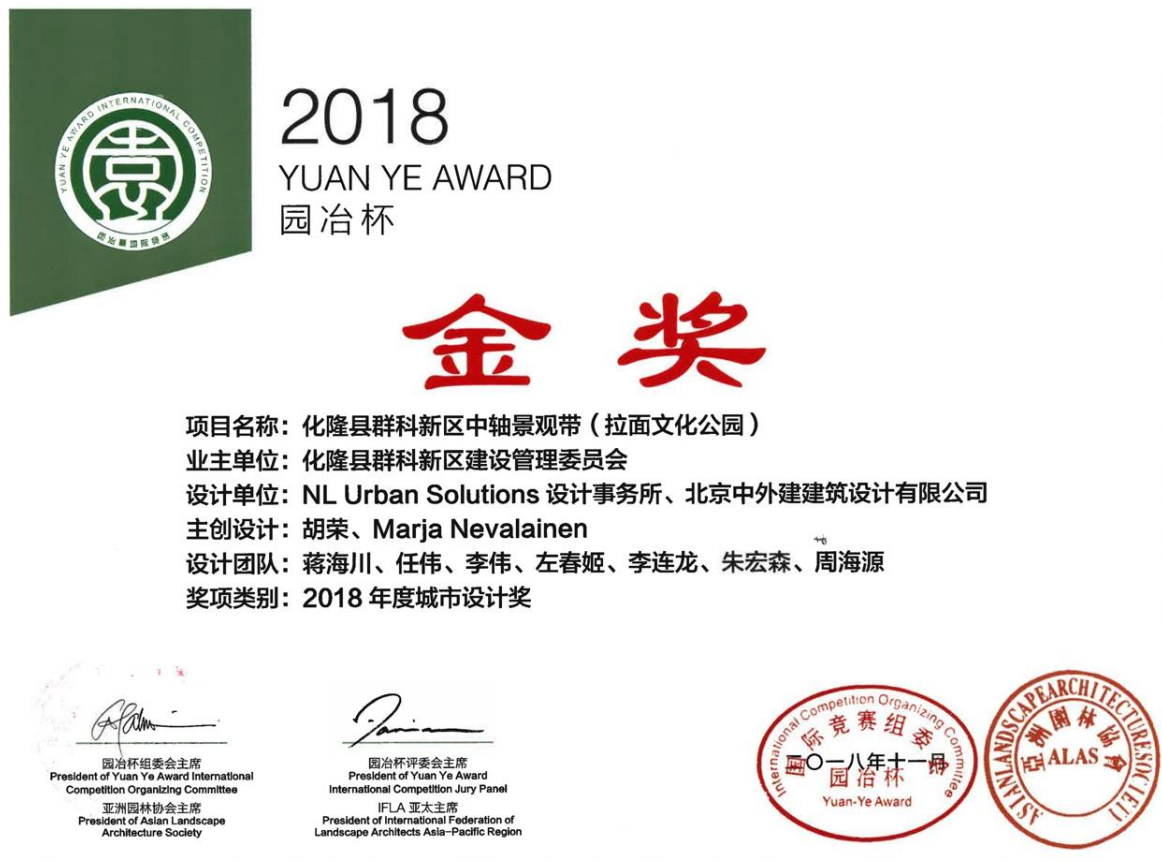 YUAN YE AWARD INTERNATIONAL COMPETITION
2018
YUAN YE AWARD
园冶杯
金奖
项目名称：化隆县群科新区中轴景观带（拉面文化公园）
业主单位：化隆县群科新区建设管理委员会
设计单位：NL Urban Solutions 设计事务所、北京中外建建筑设计有限公司
主创设计：胡荣、Marja Nevalainen
设计团队：蒋海川、任伟、李伟、左春姬、李连龙、朱宏森、周海源
奖项类别：2018 年度城市设计奖
园冶杯组委会主席
President of Yuan Ye Award International
Competition Organizing Committee
亚洲园林协会主席
President of Asian Landscape
Architecture Society
园冶杯评委会主席
President of Yuan Ye Award
International Competition Jury Panel
IFLA 亚太主席
President of International Federation of
Landscape Architects Asia-Pacific Region
International Competition Organizing Committee
国际竞赛组委会
二〇一八年十一月
园冶杯
Yuan-Ye Award
ASIAN LANDSCAPE ARCHITECTURE SOCIETY
亞洲園林協會
ALAS